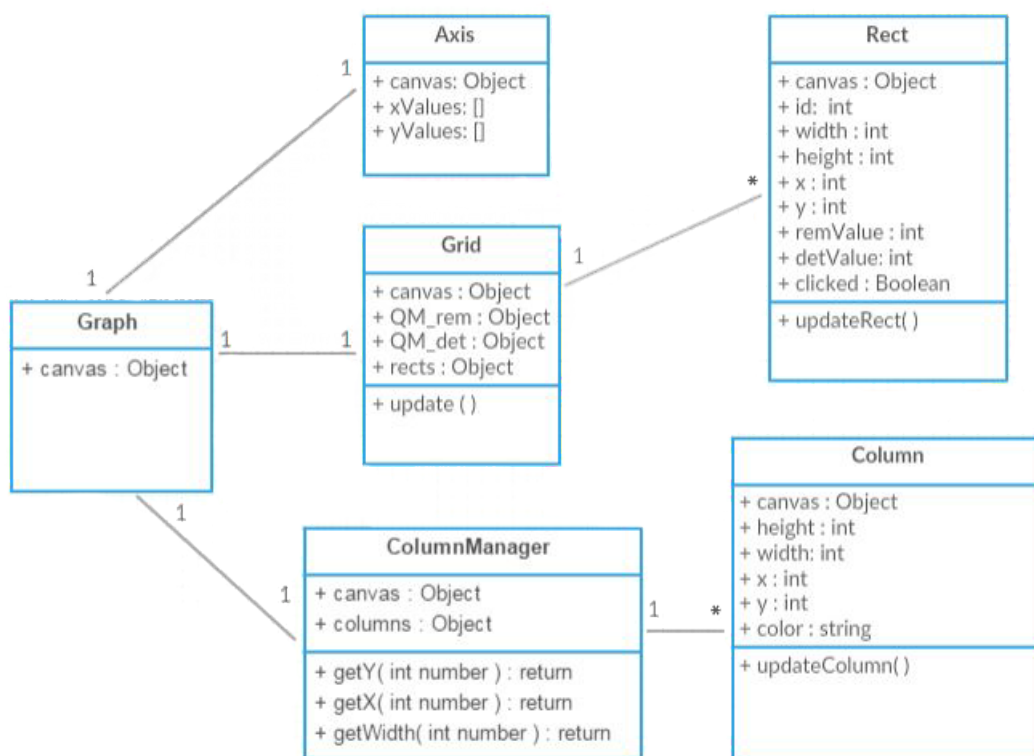 Axis
+ canvas: Object
+ xValues: []
+ yValues: []
Rect
+ canvas : Object
+ id: int
+ width : int
+ height : int
+ x : int
+ y : int
+ remValue : int
+ detValue: int
+ clicked : Boolean
+ updateRect( )
Grid
+ canvas : Object
+ QM_rem : Object
+ QM_det : Object
+ rects : Object
+ update ( )
Graph
+ canvas : Object
ColumnManager
+ canvas : Object
+ columns : Object
+ getY( int number ) : return
+ getX( int number ) : return
+ getWidth( int number ) : return
Column
+ canvas : Object
+ height : int
+ width: int
+ x : int
+ y : int
+ color : string
+ updateColumn( )
1
1
1
1
1
*
1
1
1
*